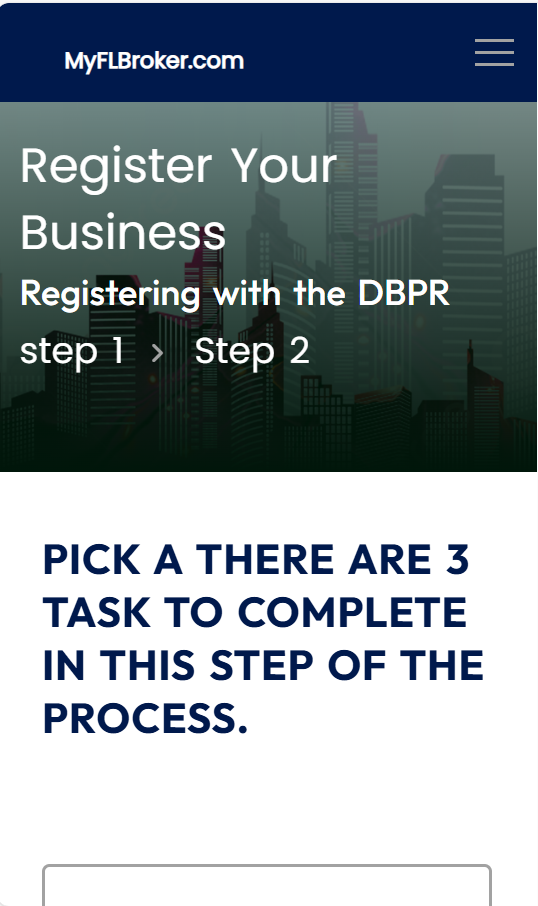 MyFLBroker.com
Register Your
Business
Registering with the DBPR
step 1 > Step 2
PICK A THERE ARE 3
TASK TO COMPLETE
IN THIS STEP OF THE
PROCESS.